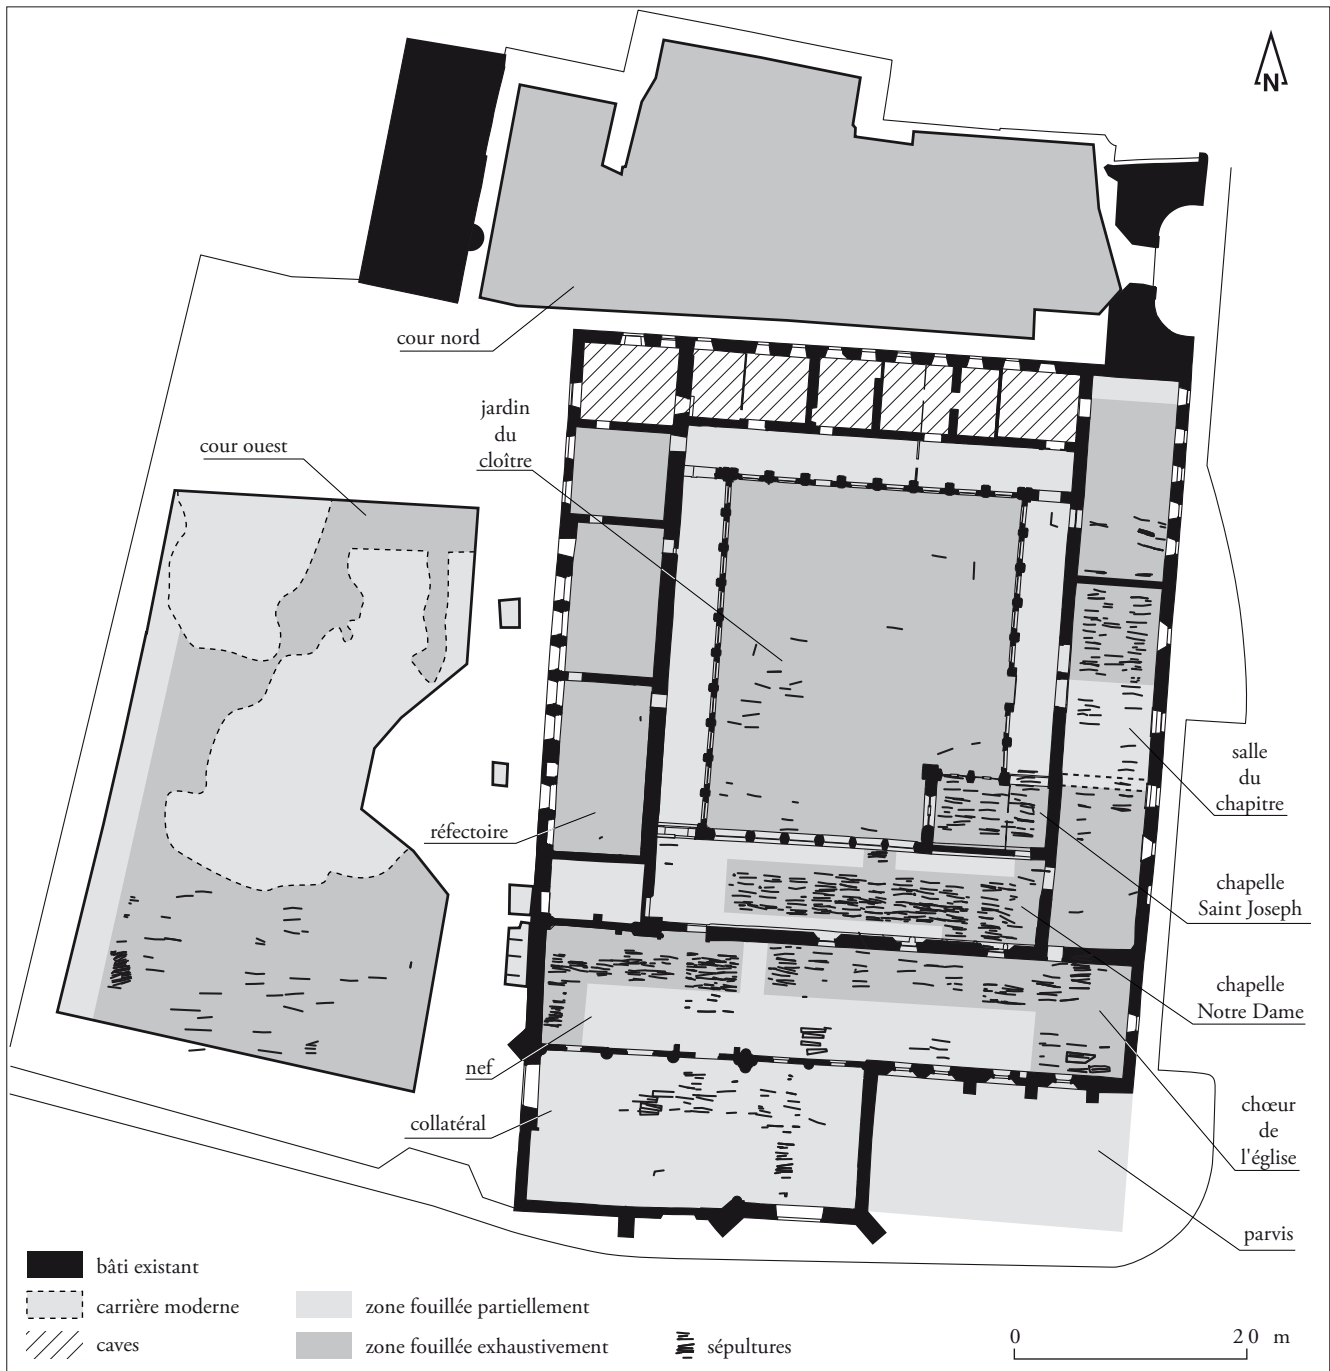 N
cour nord
jardin
du
cloître
cour ouest
salle
du
chapitre
réfectoire
chapelle
Saint Joseph
chapelle
Notre Dame
nef
collatéral
chœur
de
l'église
parvis
bâti existant
carrière moderne
zone fouillée partiellement
caves
zone fouillée exhaustivement
sépultures
0 20 m